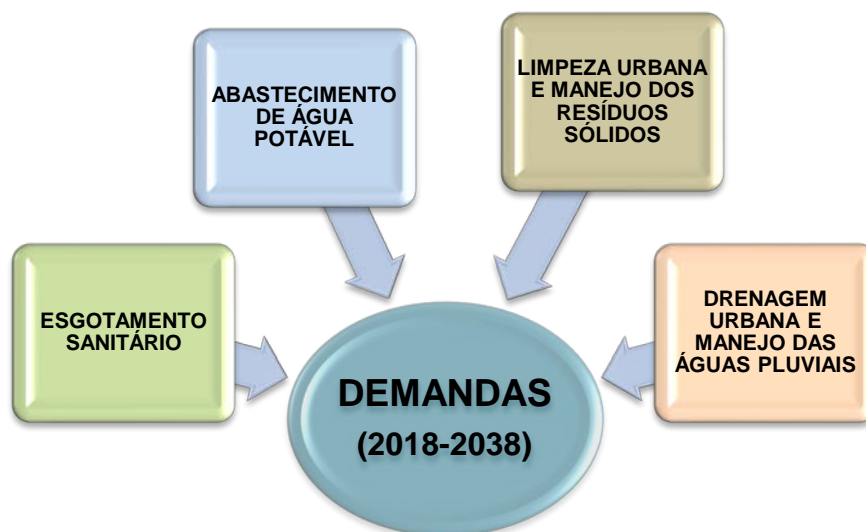 ABASTECIMENTO
DE ÁGUA
POTÁVEL
LIMPEZA URBANA
E MANEJO DOS
RESÍDUOS
SÓLIDOS
ESGOTAMENTO
SANITÁRIO
DRENAGEM
URBANA E
MANEJO DAS
ÁGUAS PLUVIAIS
DEMANDAS
(2018-2038)